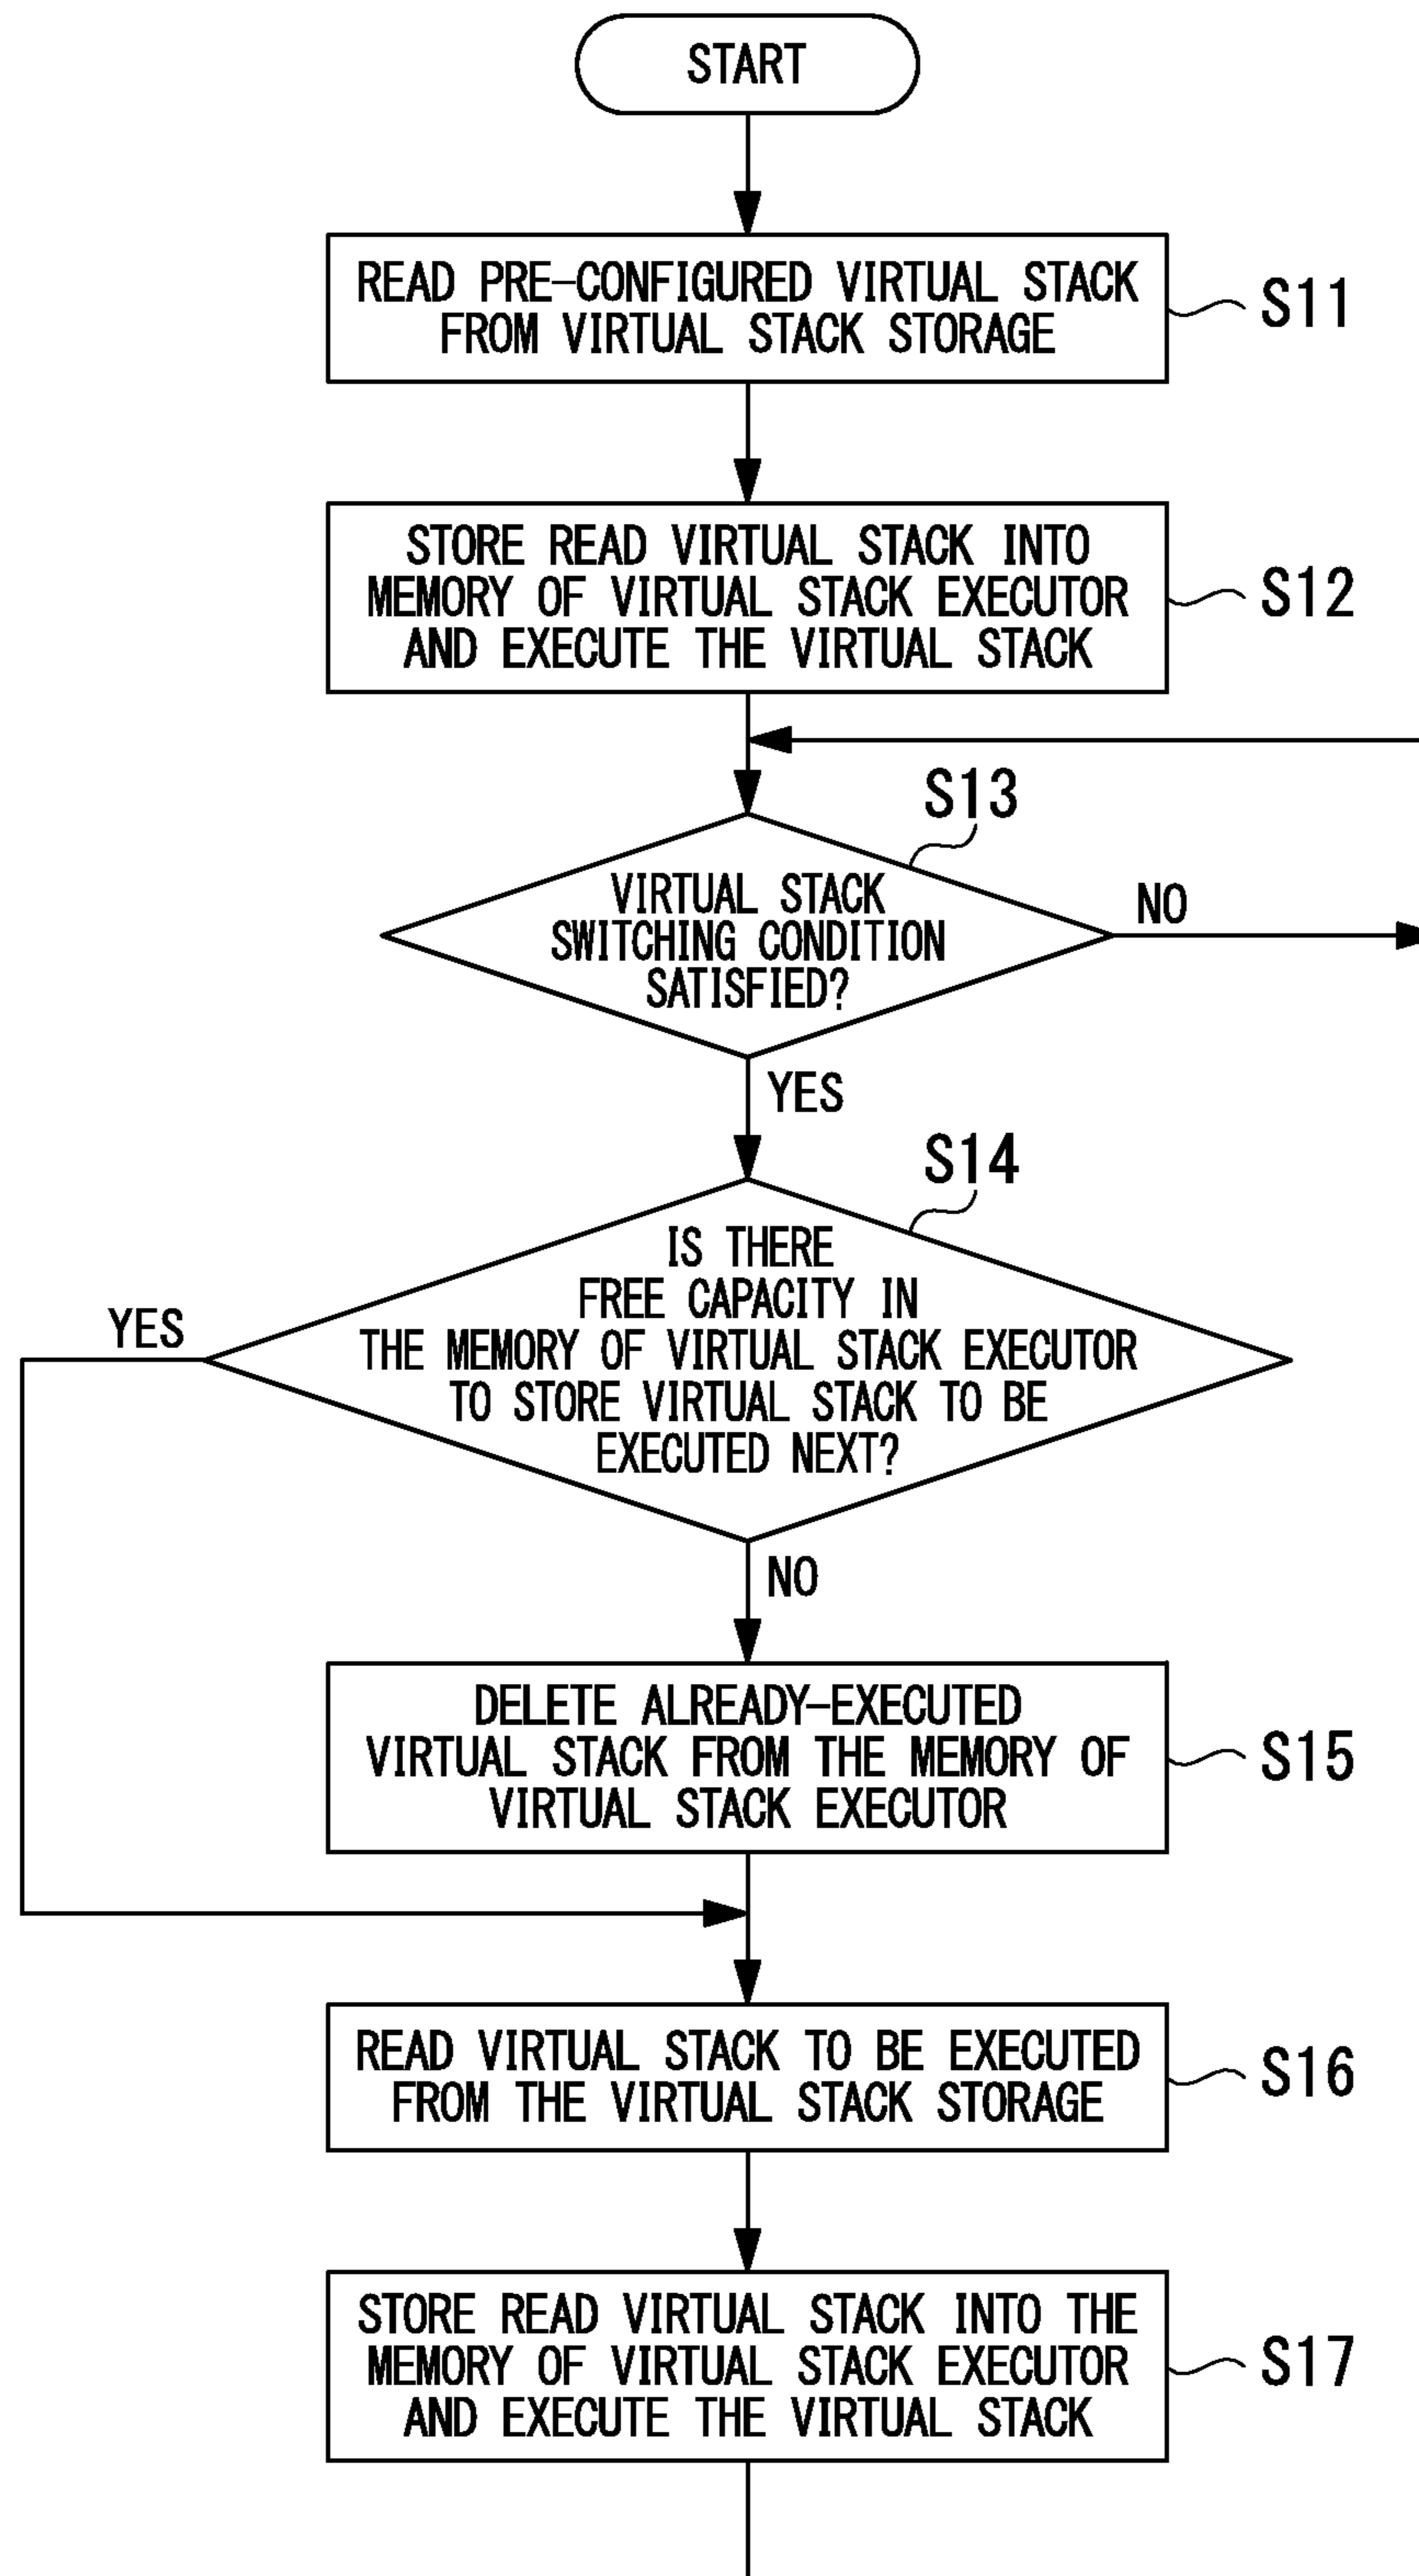 START
READ PRE-CONFIGURED VIRTUAL STACK
FROM VIRTUAL STACK STORAGE
S11
STORE READ VIRTUAL STACK INTO
MEMORY OF VIRTUAL STACK EXECUTOR
AND EXECUTE THE VIRTUAL STACK
S12
S13
VIRTUAL STACK
SWITCHING CONDITION
SATISFIED?
NO
YES
S14
IS THERE
FREE CAPACITY IN
THE MEMORY OF VIRTUAL STACK EXECUTOR
TO STORE VIRTUAL STACK TO BE
EXECUTED NEXT?
YES
NO
DELETE ALREADY-EXECUTED
VIRTUAL STACK FROM THE MEMORY OF
VIRTUAL STACK EXECUTOR
S15
READ VIRTUAL STACK TO BE EXECUTED
FROM THE VIRTUAL STACK STORAGE
S16
STORE READ VIRTUAL STACK INTO THE
MEMORY OF VIRTUAL STACK EXECUTOR
AND EXECUTE THE VIRTUAL STACK
S17